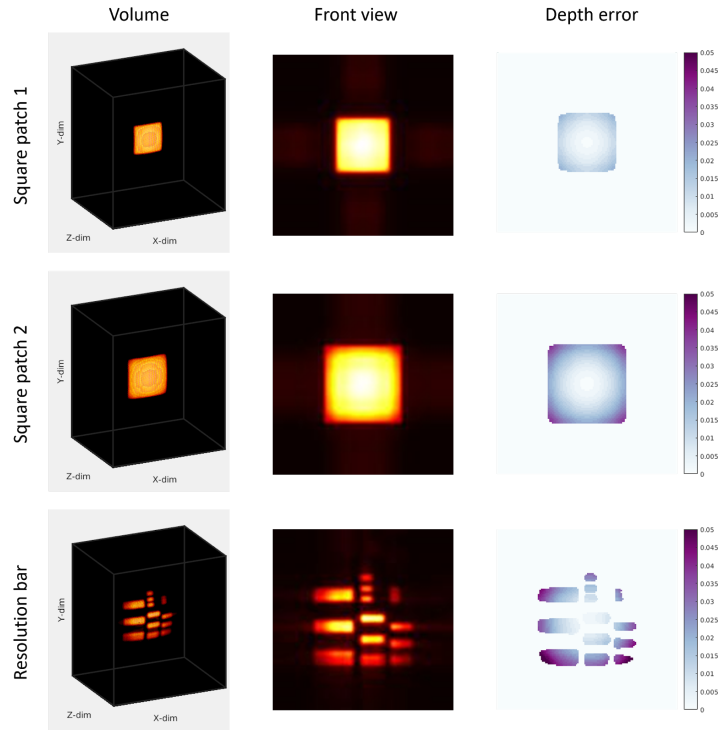 Volume Front view Depth error
Square patch 1
Y-dim
Z-dim
X-dim
0.05
0.045
0.04
0.035
0.03
0.025
0.02
0.015
0.01
0.005
0
Square patch 2
Y-dim
Z-dim
X-dim
0.05
0.045
0.04
0.035
0.03
0.025
0.02
0.015
0.01
0.005
0
Resolution bar
Y-dim
Z-dim
X-dim
0.05
0.045
0.04
0.035
0.03
0.025
0.02
0.015
0.01
0.005
0